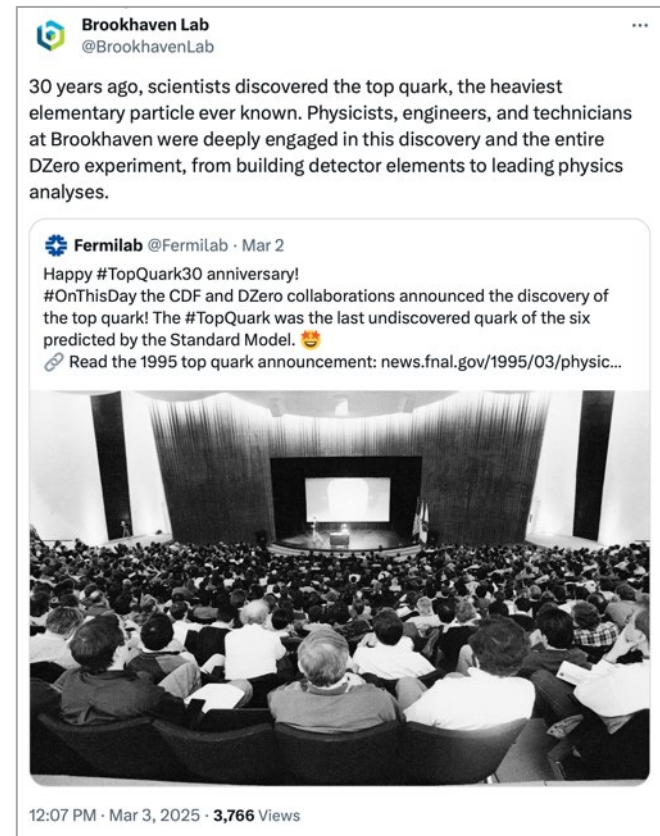 Brookhaven Lab
@BrookhavenLab
30 years ago, scientists discovered the top quark, the heaviest
elementary particle ever known. Physicists, engineers, and technicians
at Brookhaven were deeply engaged in this discovery and the entire
DZero experiment, from building detector elements to leading physics
analyses.
Fermilab @Fermilab · Mar 2
Happy #TopQuark30 anniversary!
#OnThisDay the CDF and DZero collaborations announced the discovery of
the top quark! The #TopQuark was the last undiscovered quark of the six
predicted by the Standard Model. 🤩
🔗 Read the 1995 top quark announcement: news.fnal.gov/1995/03/physic...
12:07 PM · Mar 3, 2025 · 3,766 Views